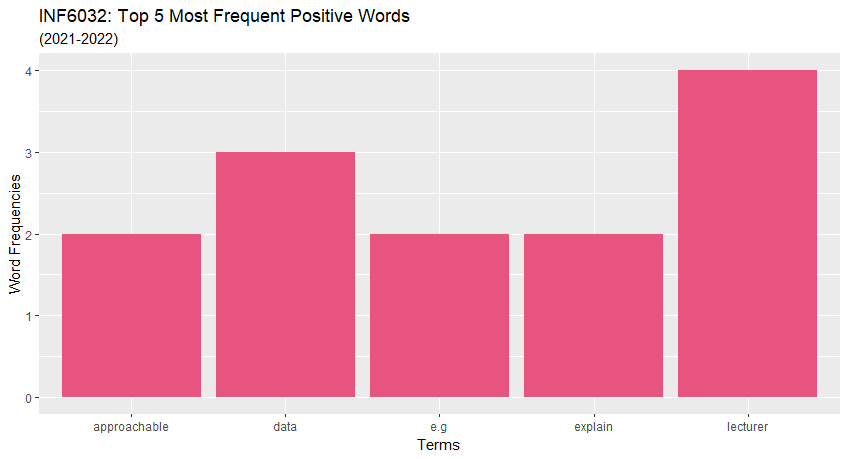 INF6032: Top 5 Most Frequent Positive Words
(2021-2022)
Word Frequencies
4
3
2
1
0
approachable data e.g explain lecturer
Terms